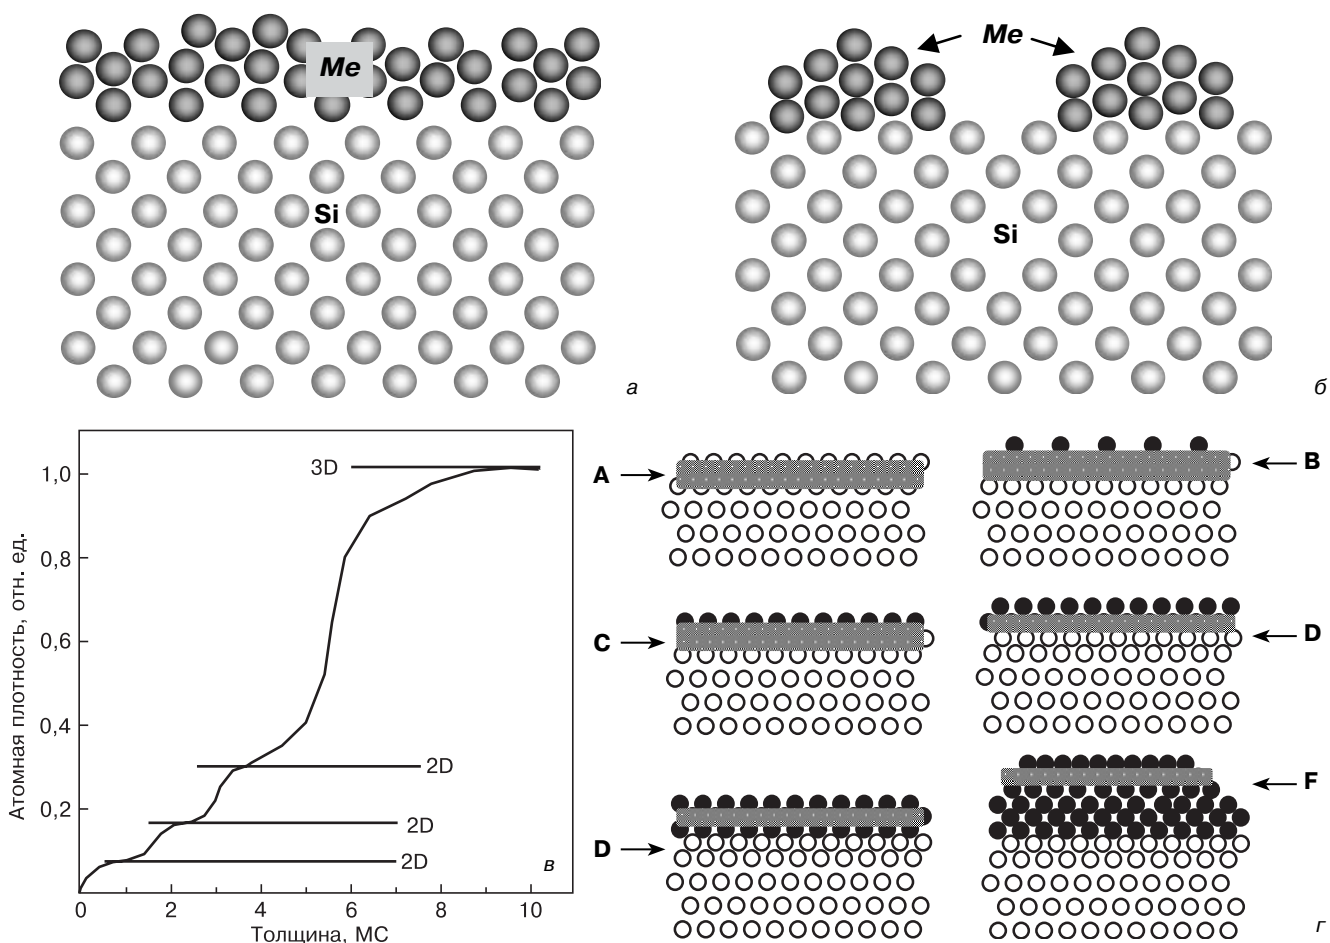 Me
Si
а
Me
Si
б
Атомная плотность, отн. ед.
1,0
0,8
0,6
0,4
0,2
0
2
4
6
8
10
Толщина, МС
3D
2D
2D
2D
в
A
B
C
D
D
F
г